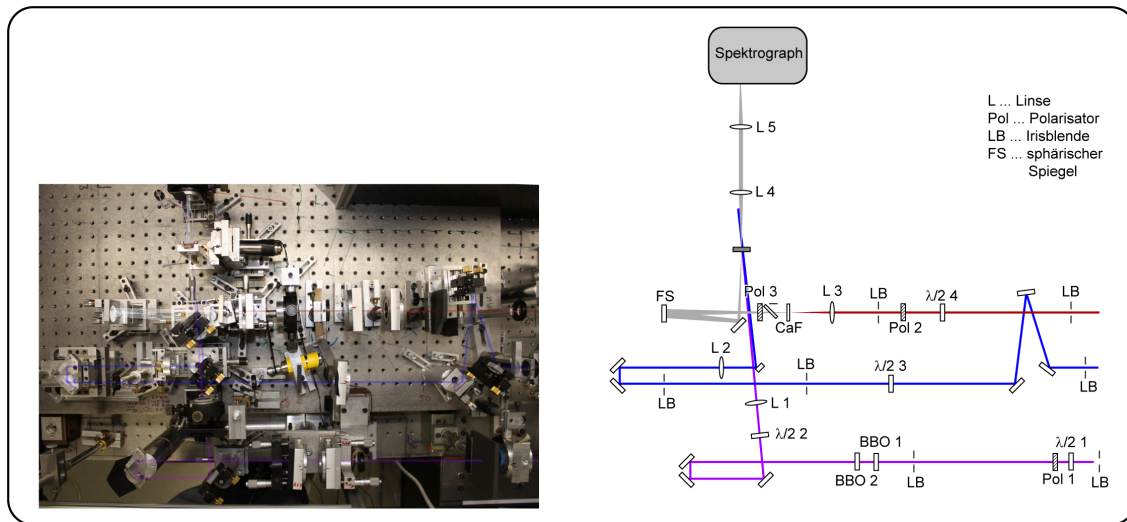 Spektrograph
L ... Linse
Pol ... Polarisator
LB ... Irisblende
FS ... sphärischer
Spiegel
L 5
L 4
FS
Pol 3
CaF
L 3
LB
Pol 2
λ/2 4
LB
L 2
LB
LB
λ/2 3
LB
L 1
λ/2 2
BBO 1
BBO 2
LB
λ/2 1
Pol 1
LB